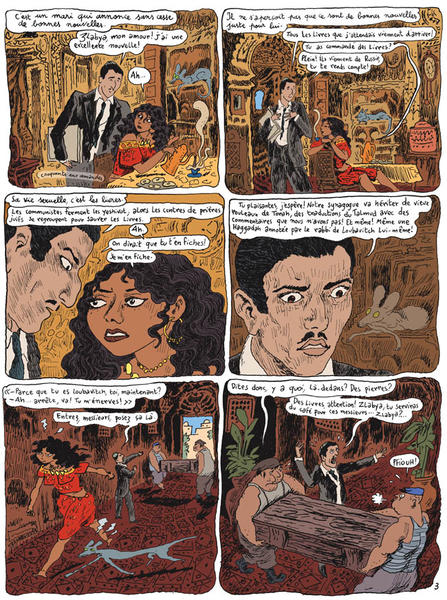 C'est un mari qui annonce sans cesse
de bonnes nouvelles.
Zlabya, mon amour! J'ai une
excellente nouvelle!
Ah...
croquante aux amandes
Il ne s'aperçoit pas que ce sont de bonnes nouvelles
juste pour lui.
Tous les livres que j'attendais viennent d'arriver!
Tu as commandé des livres?
Plein! Ils viennent de Russie,
tu te rends compte!
Sa vie sexuelle, c'est les livres.
Les communistes ferment les yeshivot, alors les centres de prières
juifs se regroupent pour sauver les livres.
Ah.
On dirait que tu t'en fiches!
Je m'en fiche.
Tu plaisantes, j'espère! Notre synagogue va hériter de vieux
rouleaux de Torah, des traductions du Talmud avec des
commentaires que nous n'avons pas! Et même! Même une
Haggadah annotée par le rabbi de Loubavitch lui-même!
<<-Parce que tu es loubavitch, toi, maintenant?
-Ah... arrête, va! Tu m'énerves! >>
Entrez, messieurs, posez ça là.
Dites donc, y a quoi, là-dedans? Des pierres?
Des livres. Attention! Zlabya, tu serviras
du café pour ces messieurs... Zlabya?..
Pfiouh!
3